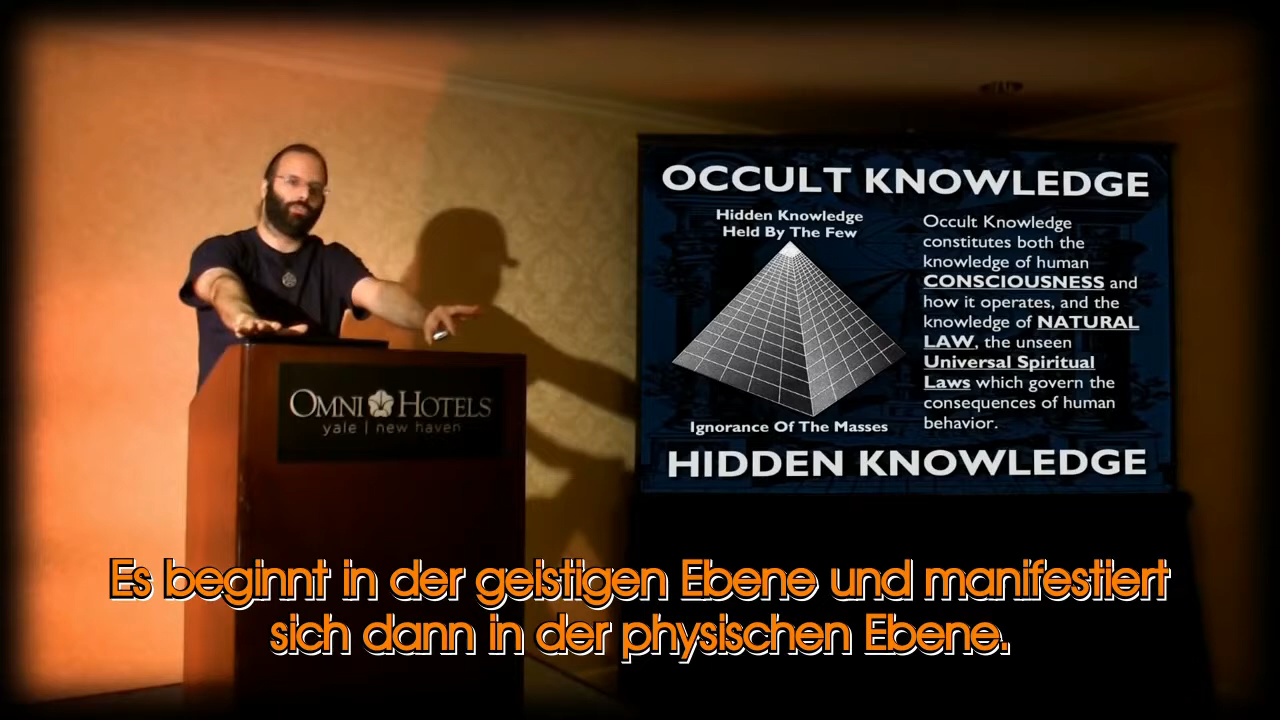 OCCULT KNOWLEDGE
Hidden Knowledge
Held By The Few
Occult Knowledge
constitutes both the
knowledge of human
CONSCIOUSNESS and
how it operates, and the
knowledge of NATURAL
LAW, the unseen
Universal Spiritual
Laws which govern the
consequences of human
behavior.
Ignorance Of The Masses
HIDDEN KNOWLEDGE
OMNI HOTELS
yale | new haven
Es beginnt in der geistigen Ebene und manifestiert
sich dann in der physischen Ebene.